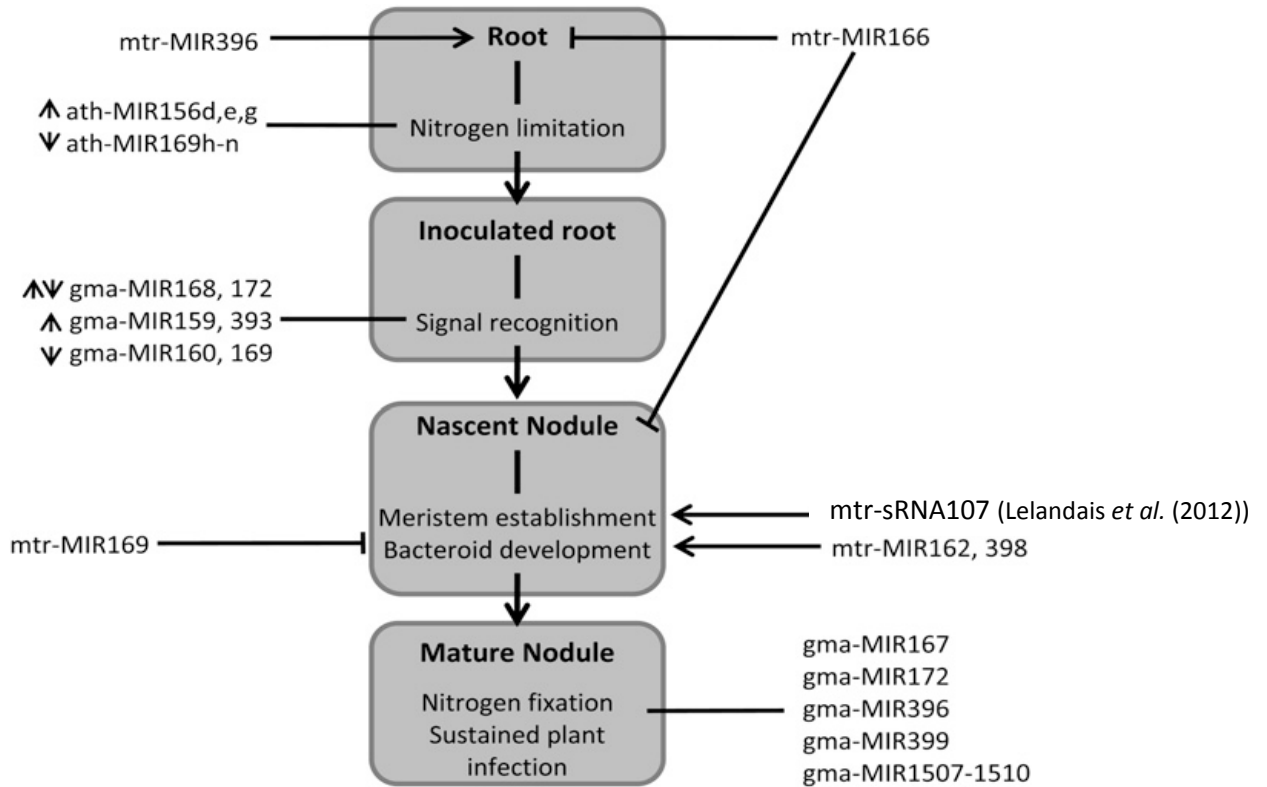 mtr-MIR396
Root
mtr-MIR166
ath-MIR156d,e,g
ath-MIR169h-n
Nitrogen limitation
Inoculated root
gma-MIR168, 172
gma-MIR159, 393
gma-MIR160, 169
Signal recognition
Nascent Nodule
Meristem establishment
Bacteroid development
mtr-MIR169
mtr-sRNA107 (Lelandais et al. (2012))
mtr-MIR162, 398
Mature Nodule
Nitrogen fixation
Sustained plant
infection
gma-MIR167
gma-MIR172
gma-MIR396
gma-MIR399
gma-MIR1507-1510